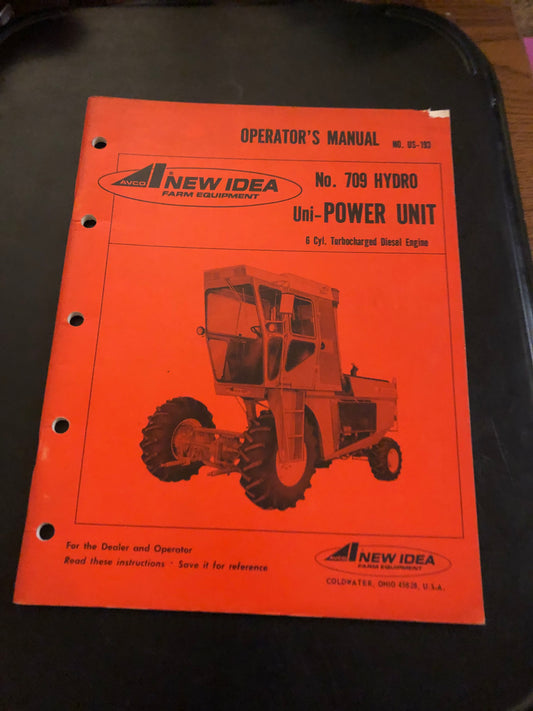 OPERATOR'S MANUAL NO. US-193
AVCO NEW IDEA
FARM EQUIPMENT
No. 709 HYDRO
Uni-POWER UNIT
6 Cyl. Turbocharged Diesel Engine
For the Dealer and Operator
Read these instructions · Save it for reference
AVCO NEW IDEA
FARM EQUIPMENT
COLDWATER, OHIO 45828, U.S.A.